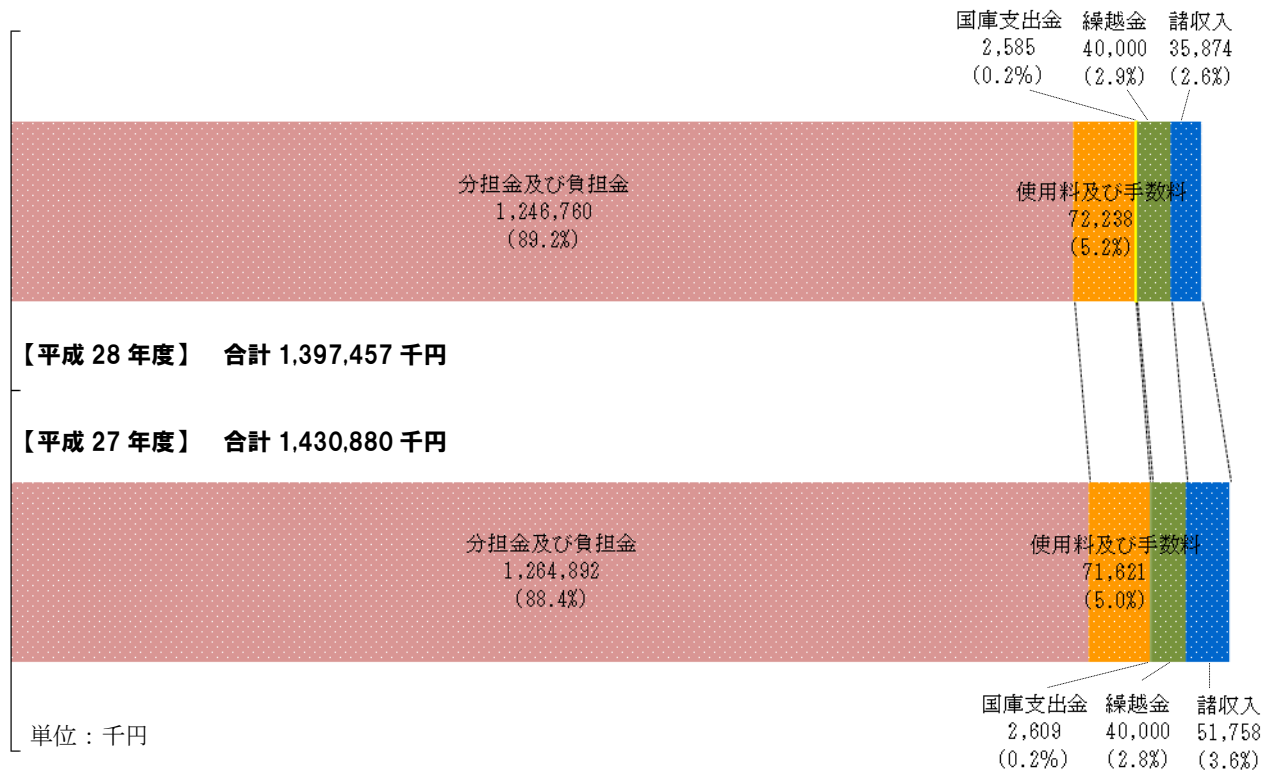 国庫支出金 繰越金 諸収入
2,585 40,000 35,874
(0.2%) (2.9%) (2.6%)
分担金及び負担金
1,246,760
(89.2%)
使用料及び手数料
72,238
(5.2%)
【平成 28 年度】 合計 1,397,457 千円
【平成 27 年度】 合計 1,430,880 千円
分担金及び負担金
1,264,892
(88.4%)
使用料及び手数料
71,621
(5.0%)
国庫支出金 繰越金 諸収入
2,609 40,000 51,758
(0.2%) (2.8%) (3.6%)
単位：千円